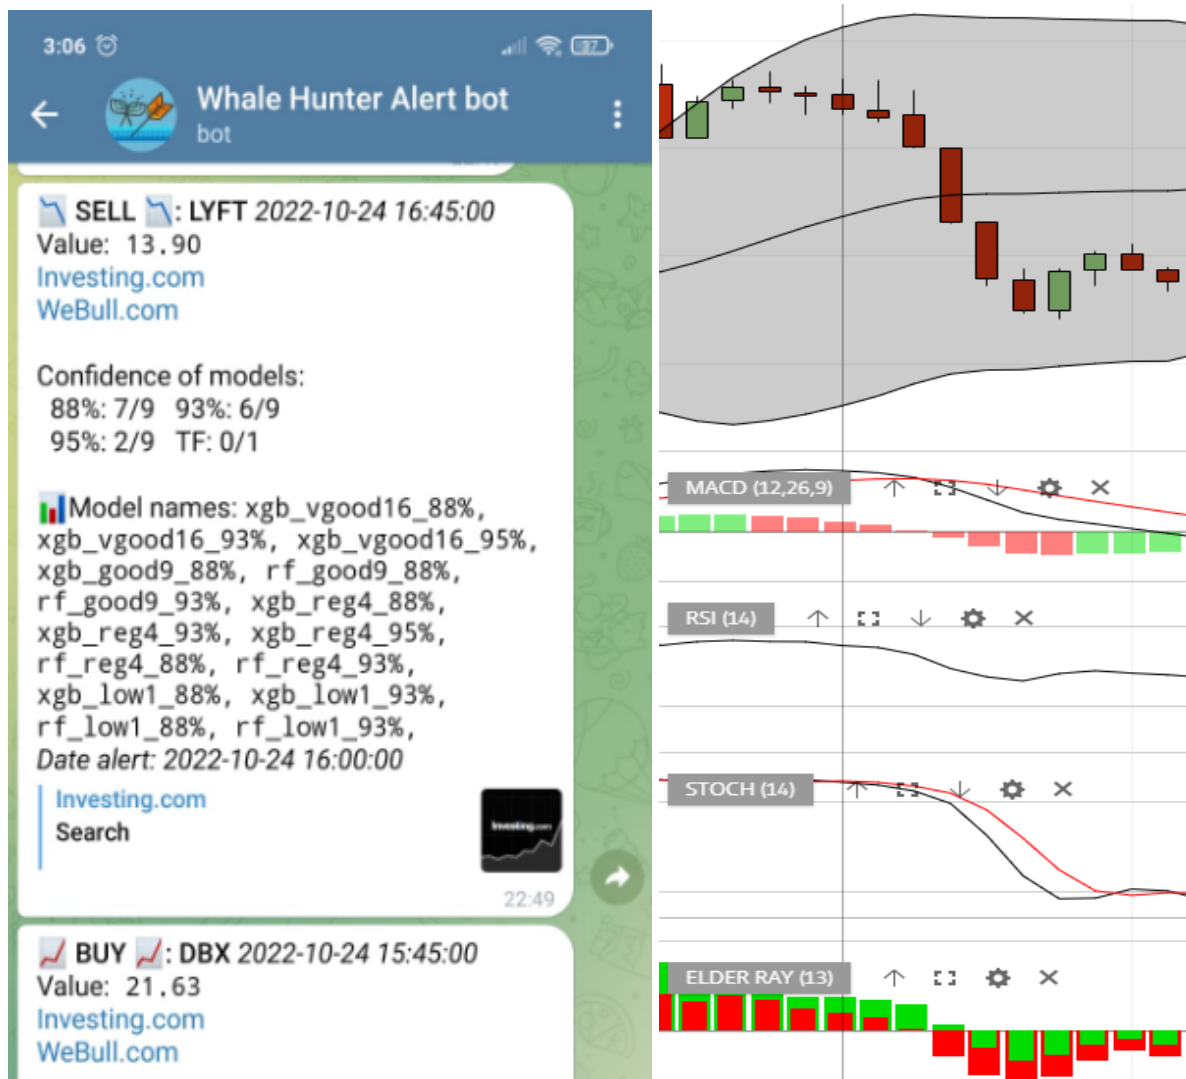 3:06
37
Whale Hunter Alert bot
bot
SELL : LYFT 2022-10-24 16:45:00
Value: 13.90
Investing.com
WeBull.com
Confidence of models:
88%: 7/9 93%: 6/9
95%: 2/9 TF: 0/1
Model names: xgb_vgood16_88%,
xgb_vgood16_93%, xgb_vgood16_95%,
xgb_good9_88%, rf_good9_88%,
rf_good9_93%, xgb_reg4_88%,
xgb_reg4_93%, xgb_reg4_95%,
rf_reg4_88%, rf_reg4_93%,
xgb_low1_88%, xgb_low1_93%,
rf_low1_88%, rf_low1_93%,
Date alert: 2022-10-24 16:00:00
Investing.com
Search
Investing.com
22:49
BUY : DBX 2022-10-24 15:45:00
Value: 21.63
Investing.com
WeBull.com
MACD (12,26,9)
RSI (14)
STOCH (14)
ELDER RAY (13)